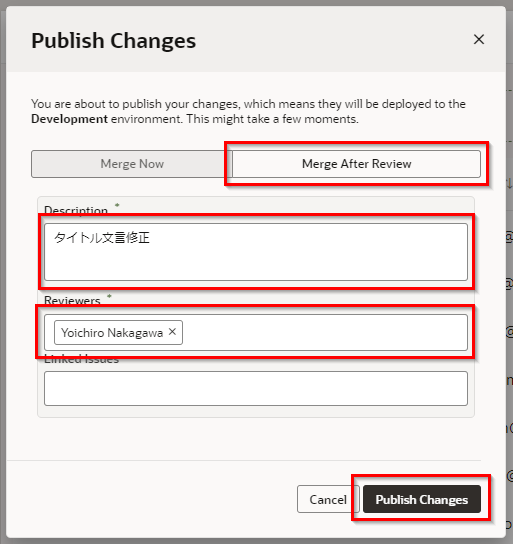 Publish Changes
You are about to publish your changes, which means they will be deployed to the
Development environment. This might take a few moments.
Merge Now
Merge After Review
Description *
タイトル文言修正
Reviewers *
Yoichiro Nakagawa ×
Linked Issues
Cancel
Publish Changes